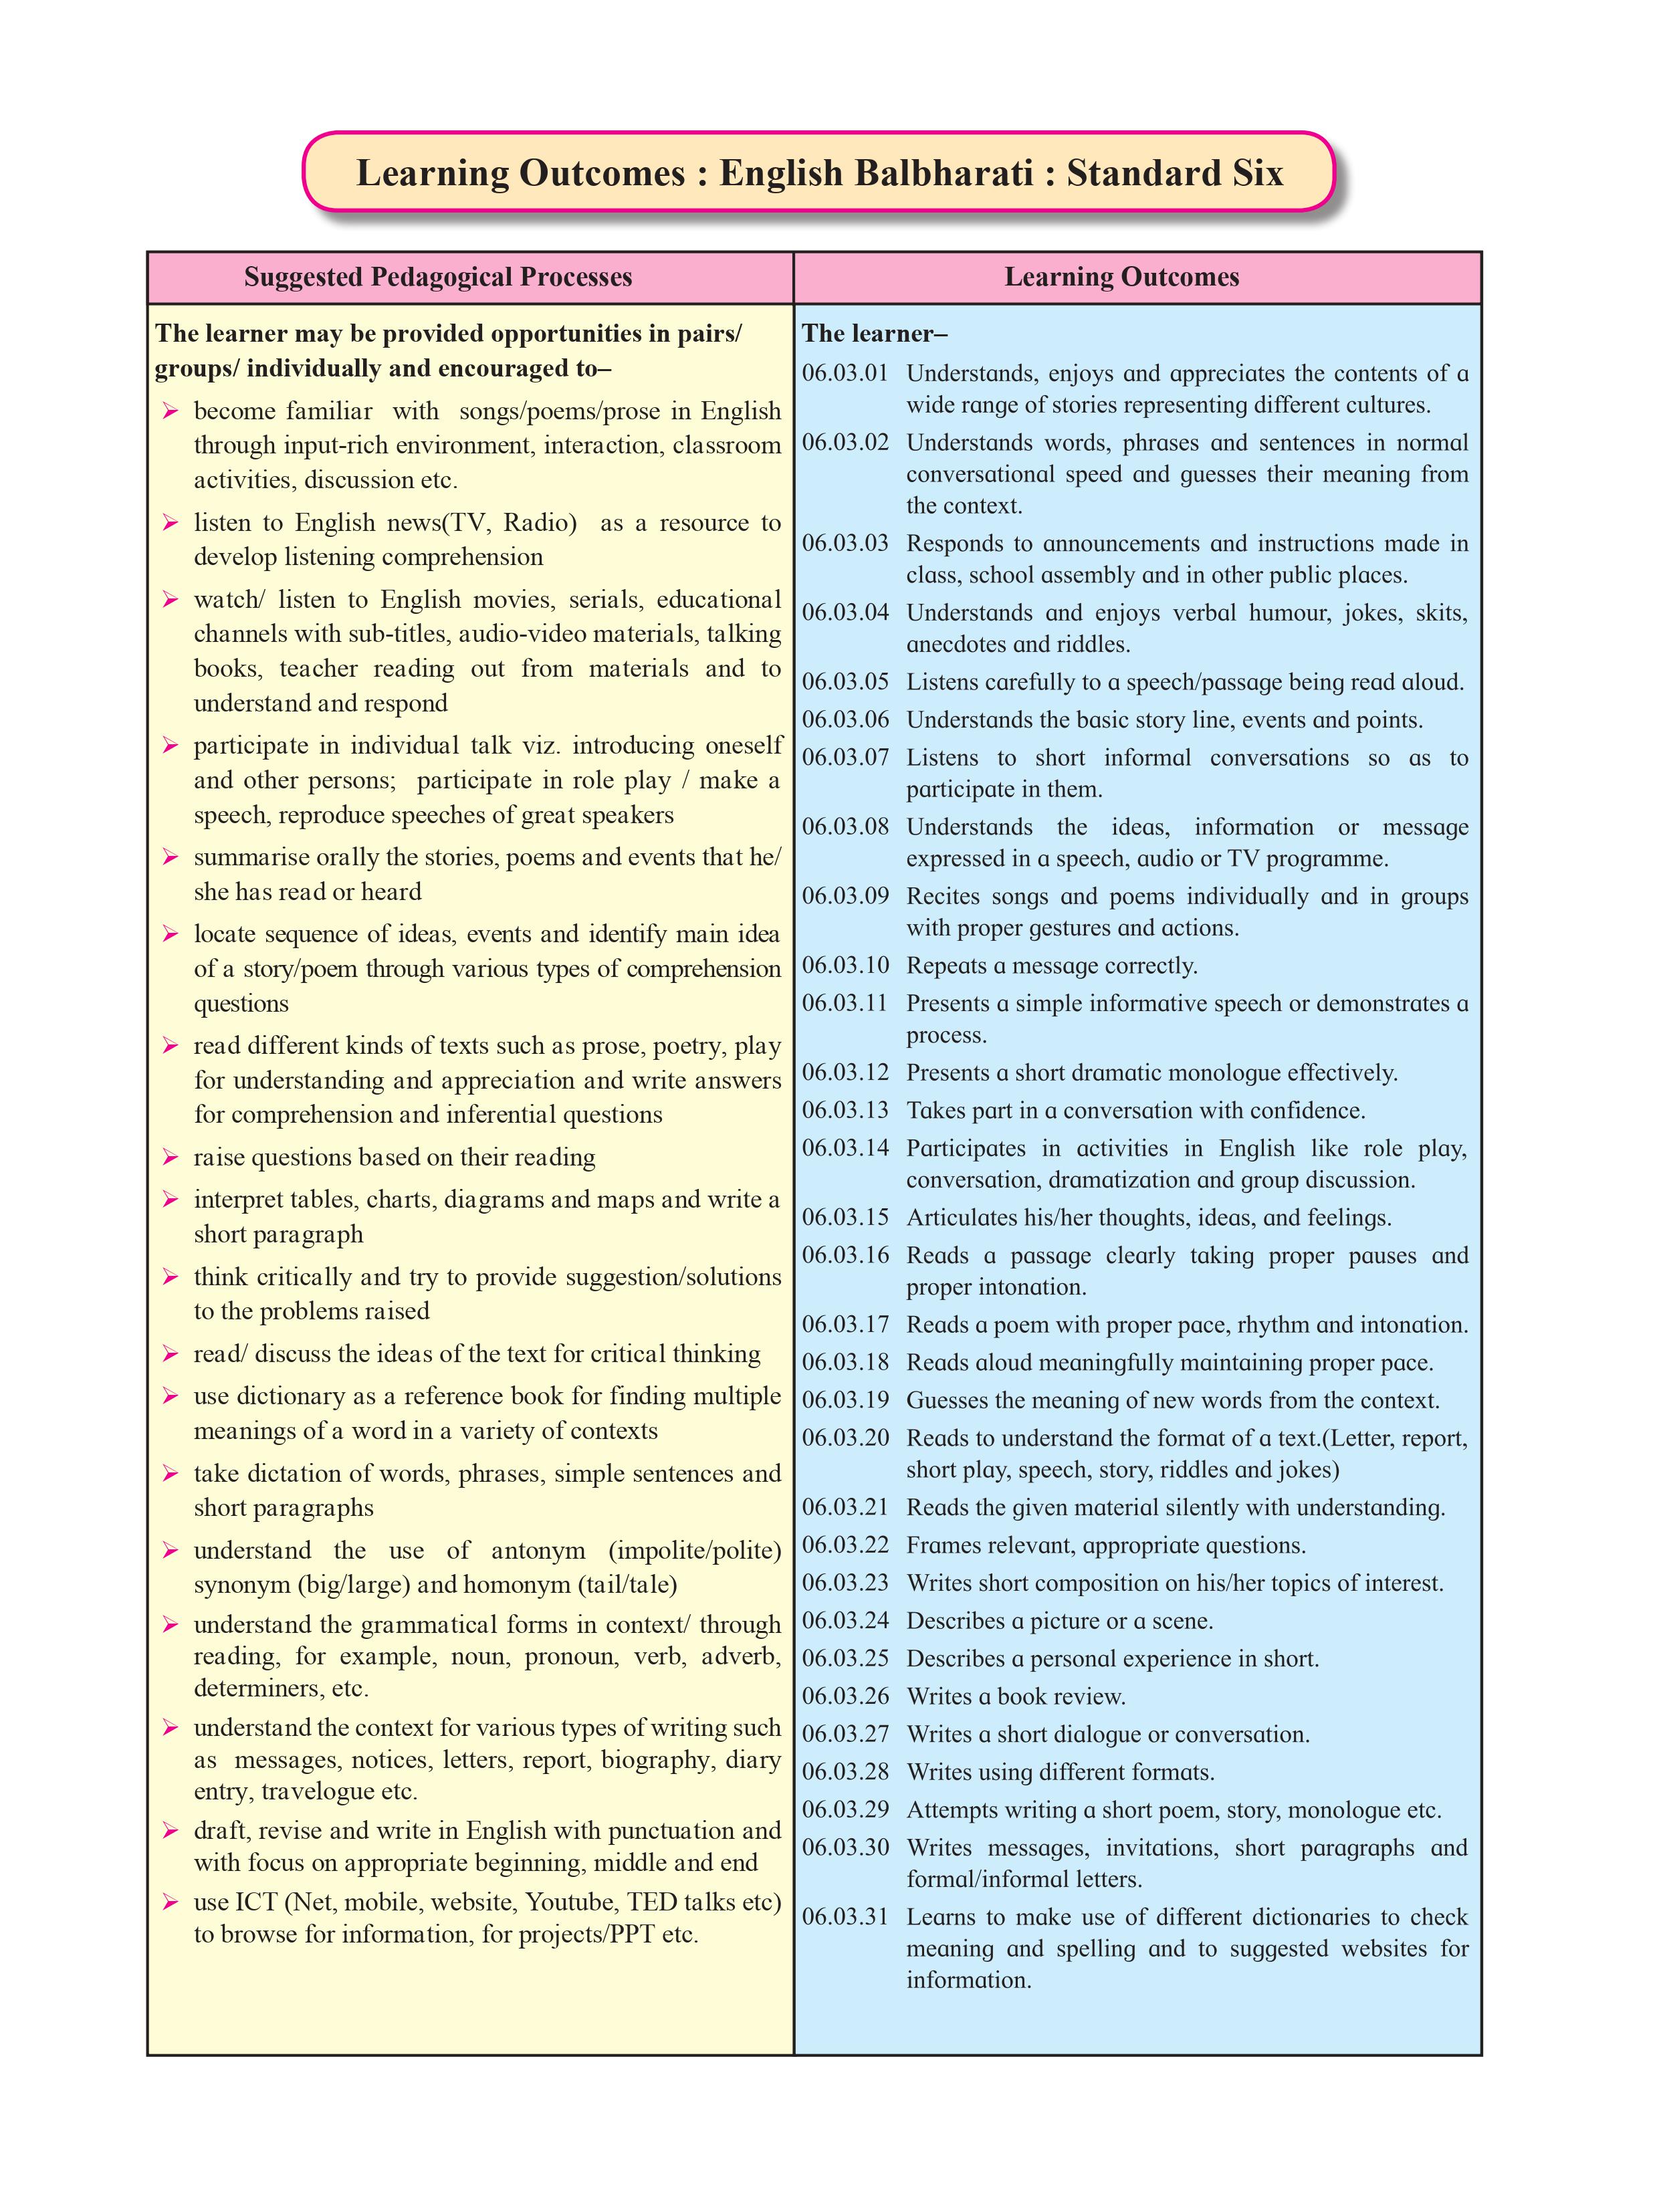 Learning Outcomes : English Balbharati : Standard Six
Suggested Pedagogical Processes
The learner may be provided opportunities in pairs/
groups/ individually and encouraged to–
➢ become familiar with songs/poems/prose in English
through input-rich environment, interaction, classroom
activities, discussion etc.
➢ listen to English news(TV, Radio) as a resource to
develop listening comprehension
➢ watch/ listen to English movies, serials, educational
channels with sub-titles, audio-video materials, talking
books, teacher reading out from materials and to
understand and respond
➢ participate in individual talk viz. introducing oneself
and other persons; participate in role play / make a
speech, reproduce speeches of great speakers
➢ summarise orally the stories, poems and events that he/
she has read or heard
➢ locate sequence of ideas, events and identify main idea
of a story/poem through various types of comprehension
questions
➢ read different kinds of texts such as prose, poetry, play
for understanding and appreciation and write answers
for comprehension and inferential questions
➢ raise questions based on their reading
➢ interpret tables, charts, diagrams and maps and write a
short paragraph
➢ think critically and try to provide suggestion/solutions
to the problems raised
➢ read/ discuss the ideas of the text for critical thinking
➢ use dictionary as a reference book for finding multiple
meanings of a word in a variety of contexts
➢ take dictation of words, phrases, simple sentences and
short paragraphs
➢ understand the use of antonym (impolite/polite)
synonym (big/large) and homonym (tail/tale)
➢ understand the grammatical forms in context/ through
reading, for example, noun, pronoun, verb, adverb,
determiners, etc.
➢ understand the context for various types of writing such
as messages, notices, letters, report, biography, diary
entry, travelogue etc.
➢ draft, revise and write in English with punctuation and
with focus on appropriate beginning, middle and end
➢ use ICT (Net, mobile, website, Youtube, TED talks etc)
to browse for information, for projects/PPT etc.
Learning Outcomes
The learner–
06.03.01 Understands, enjoys and appreciates the contents of a
wide range of stories representing different cultures.
06.03.02 Understands words, phrases and sentences in normal
conversational speed and guesses their meaning from
the context.
06.03.03 Responds to announcements and instructions made in
class, school assembly and in other public places.
06.03.04 Understands and enjoys verbal humour, jokes, skits,
anecdotes and riddles.
06.03.05 Listens carefully to a speech/passage being read aloud.
06.03.06 Understands the basic story line, events and points.
06.03.07 Listens to short informal conversations so as to
participate in them.
06.03.08 Understands the ideas, information or message
expressed in a speech, audio or TV programme.
06.03.09 Recites songs and poems individually and in groups
with proper gestures and actions.
06.03.10 Repeats a message correctly.
06.03.11 Presents a simple informative speech or demonstrates a
process.
06.03.12 Presents a short dramatic monologue effectively.
06.03.13 Takes part in a conversation with confidence.
06.03.14 Participates in activities in English like role play,
conversation, dramatization and group discussion.
06.03.15 Articulates his/her thoughts, ideas, and feelings.
06.03.16 Reads a passage clearly taking proper pauses and
proper intonation.
06.03.17 Reads a poem with proper pace, rhythm and intonation.
06.03.18 Reads aloud meaningfully maintaining proper pace.
06.03.19 Guesses the meaning of new words from the context.
06.03.20 Reads to understand the format of a text.(Letter, report,
short play, speech, story, riddles and jokes)
06.03.21 Reads the given material silently with understanding.
06.03.22 Frames relevant, appropriate questions.
06.03.23 Writes short composition on his/her topics of interest.
06.03.24 Describes a picture or a scene.
06.03.25 Describes a personal experience in short.
06.03.26 Writes a book review.
06.03.27 Writes a short dialogue or conversation.
06.03.28 Writes using different formats.
06.03.29 Attempts writing a short poem, story, monologue etc.
06.03.30 Writes messages, invitations, short paragraphs and
formal/informal letters.
06.03.31 Learns to make use of different dictionaries to check
meaning and spelling and to suggested websites for
information.